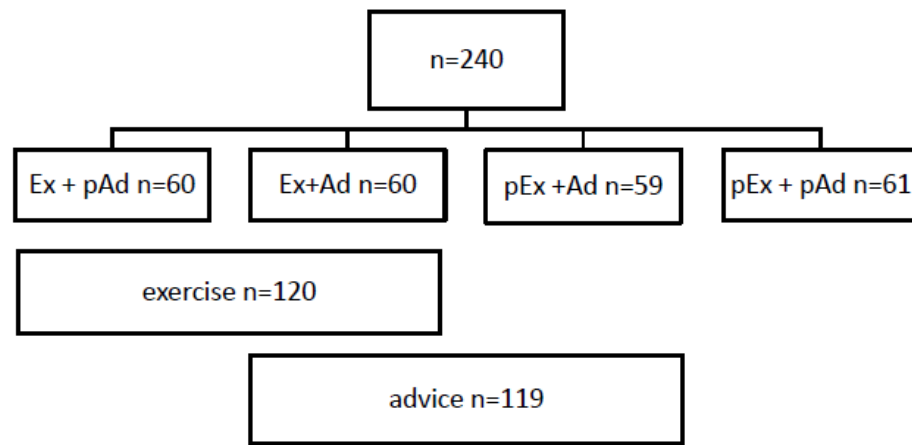 n=240
Ex + pAd n=60
Ex+Ad n=60
pEx +Ad n=59
pEx + pAd n=61
exercise n=120
advice n=119